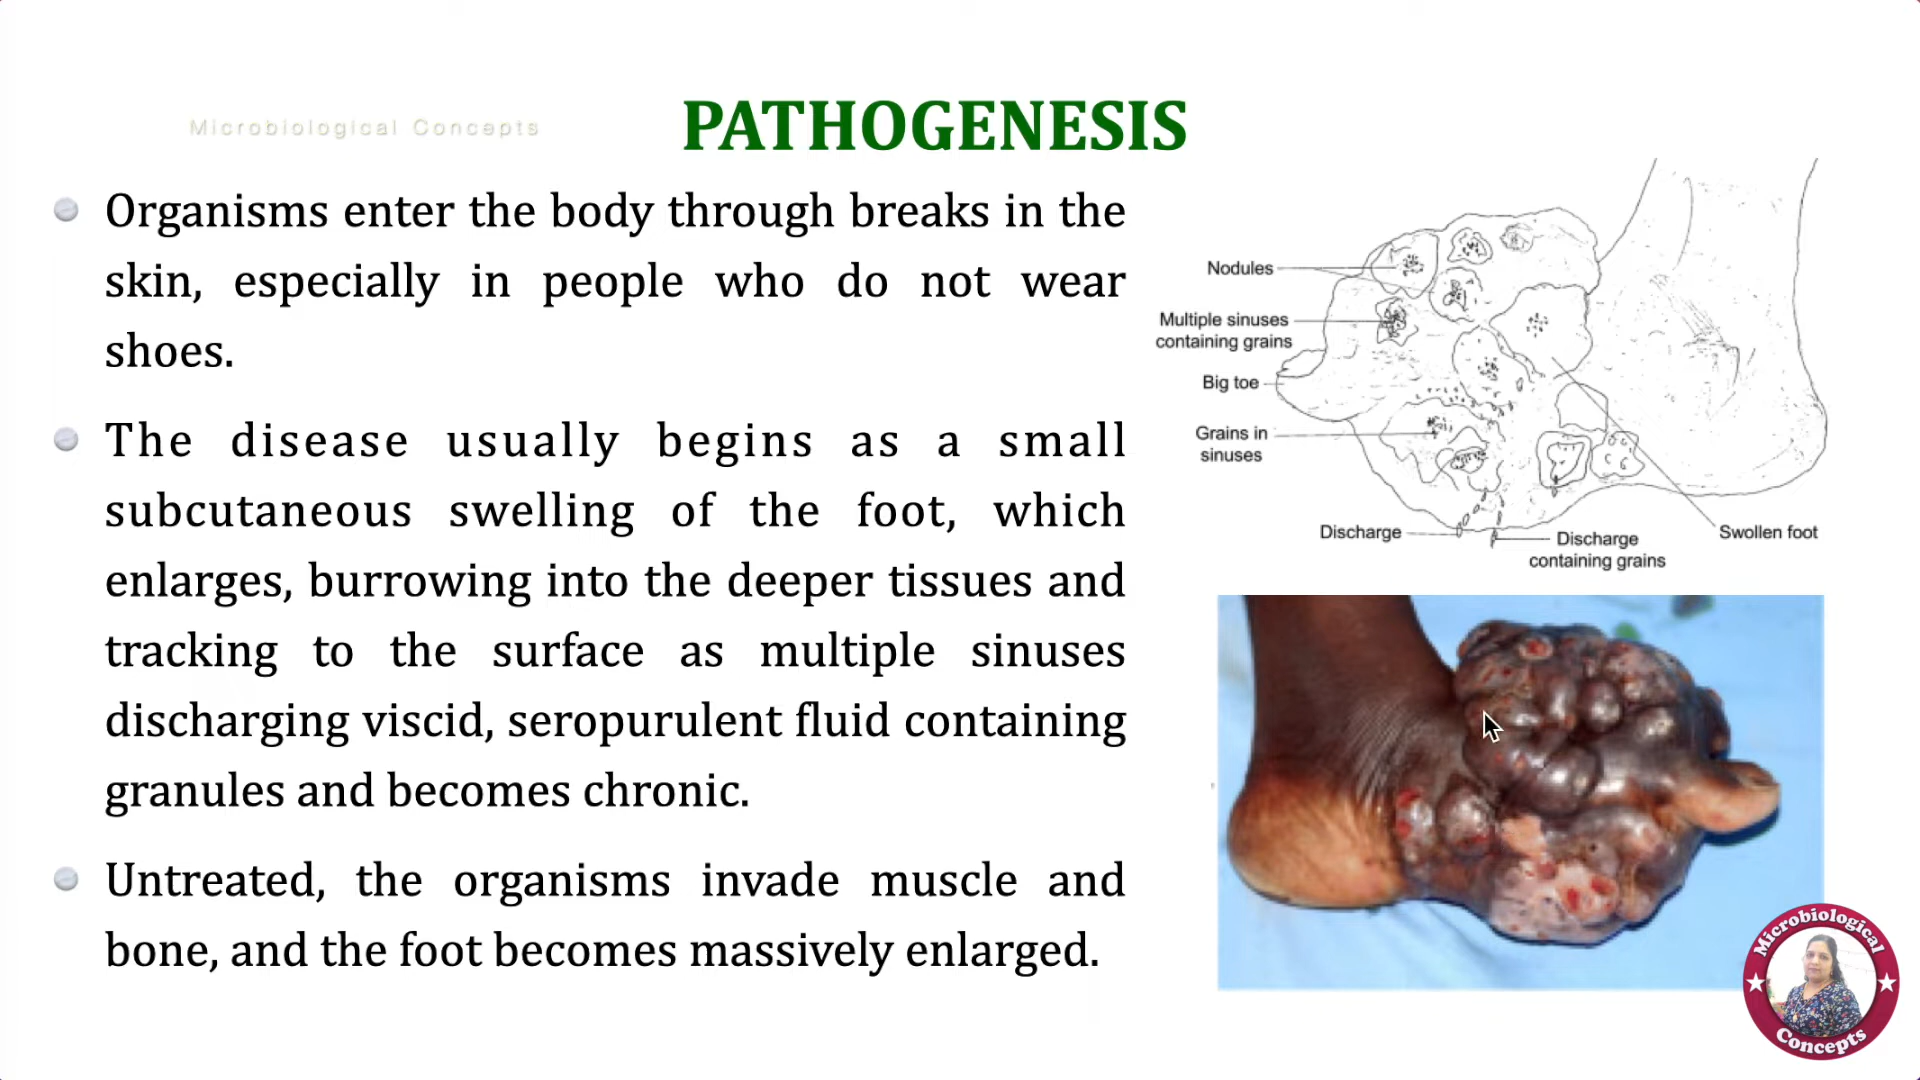 Microbiological Concepts
PATHOGENESIS
Organisms enter the body through breaks in the
skin, especially in people who do not wear
shoes.
The disease usually begins as a small
subcutaneous swelling of the foot, which
enlarges, burrowing into the deeper tissues and
tracking to the surface as multiple sinuses
discharging viscid, seropurulent fluid containing
granules and becomes chronic.
Untreated, the organisms invade muscle and
bone, and the foot becomes massively enlarged.
Nodules
Multiple sinuses
containing grains
Big toe
Grains in
sinuses
Discharge
Discharge
containing grains
Swollen foot
Microbiological
Concepts